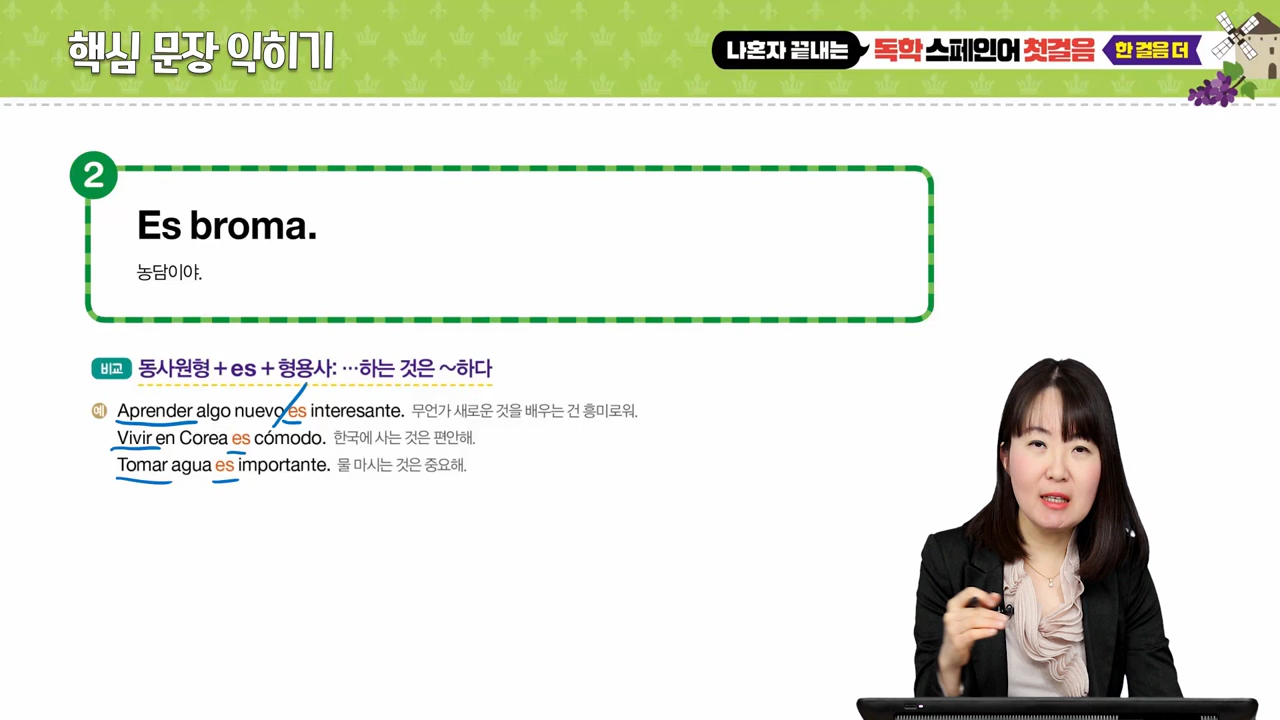 핵심 문장 익히기
나혼자 끝내는 독학 스페인어 첫걸음 한 걸음 더
2
Es broma.
농담이야.
비교 동사원형 + es + 형용사: …하는 것은 ~하다
예 Aprender algo nuevo es interesante. 무언가 새로운 것을 배우는 건 흥미로워.
Vivir en Corea es cómodo. 한국에 사는 것은 편안해.
Tomar agua es importante. 물 마시는 것은 중요해.